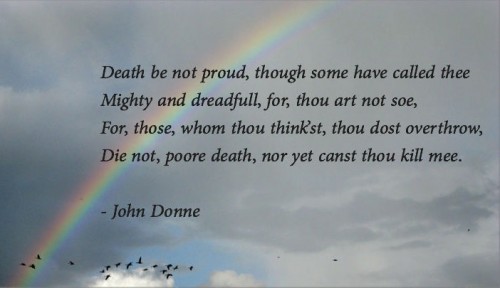 Death be not proud, though some have called thee
Mighty and dreadfull, for, thou art not soe,
For, those, whom thou think'st, thou dost overthrow,
Die not, poore death, nor yet canst thou kill mee.
- John Donne